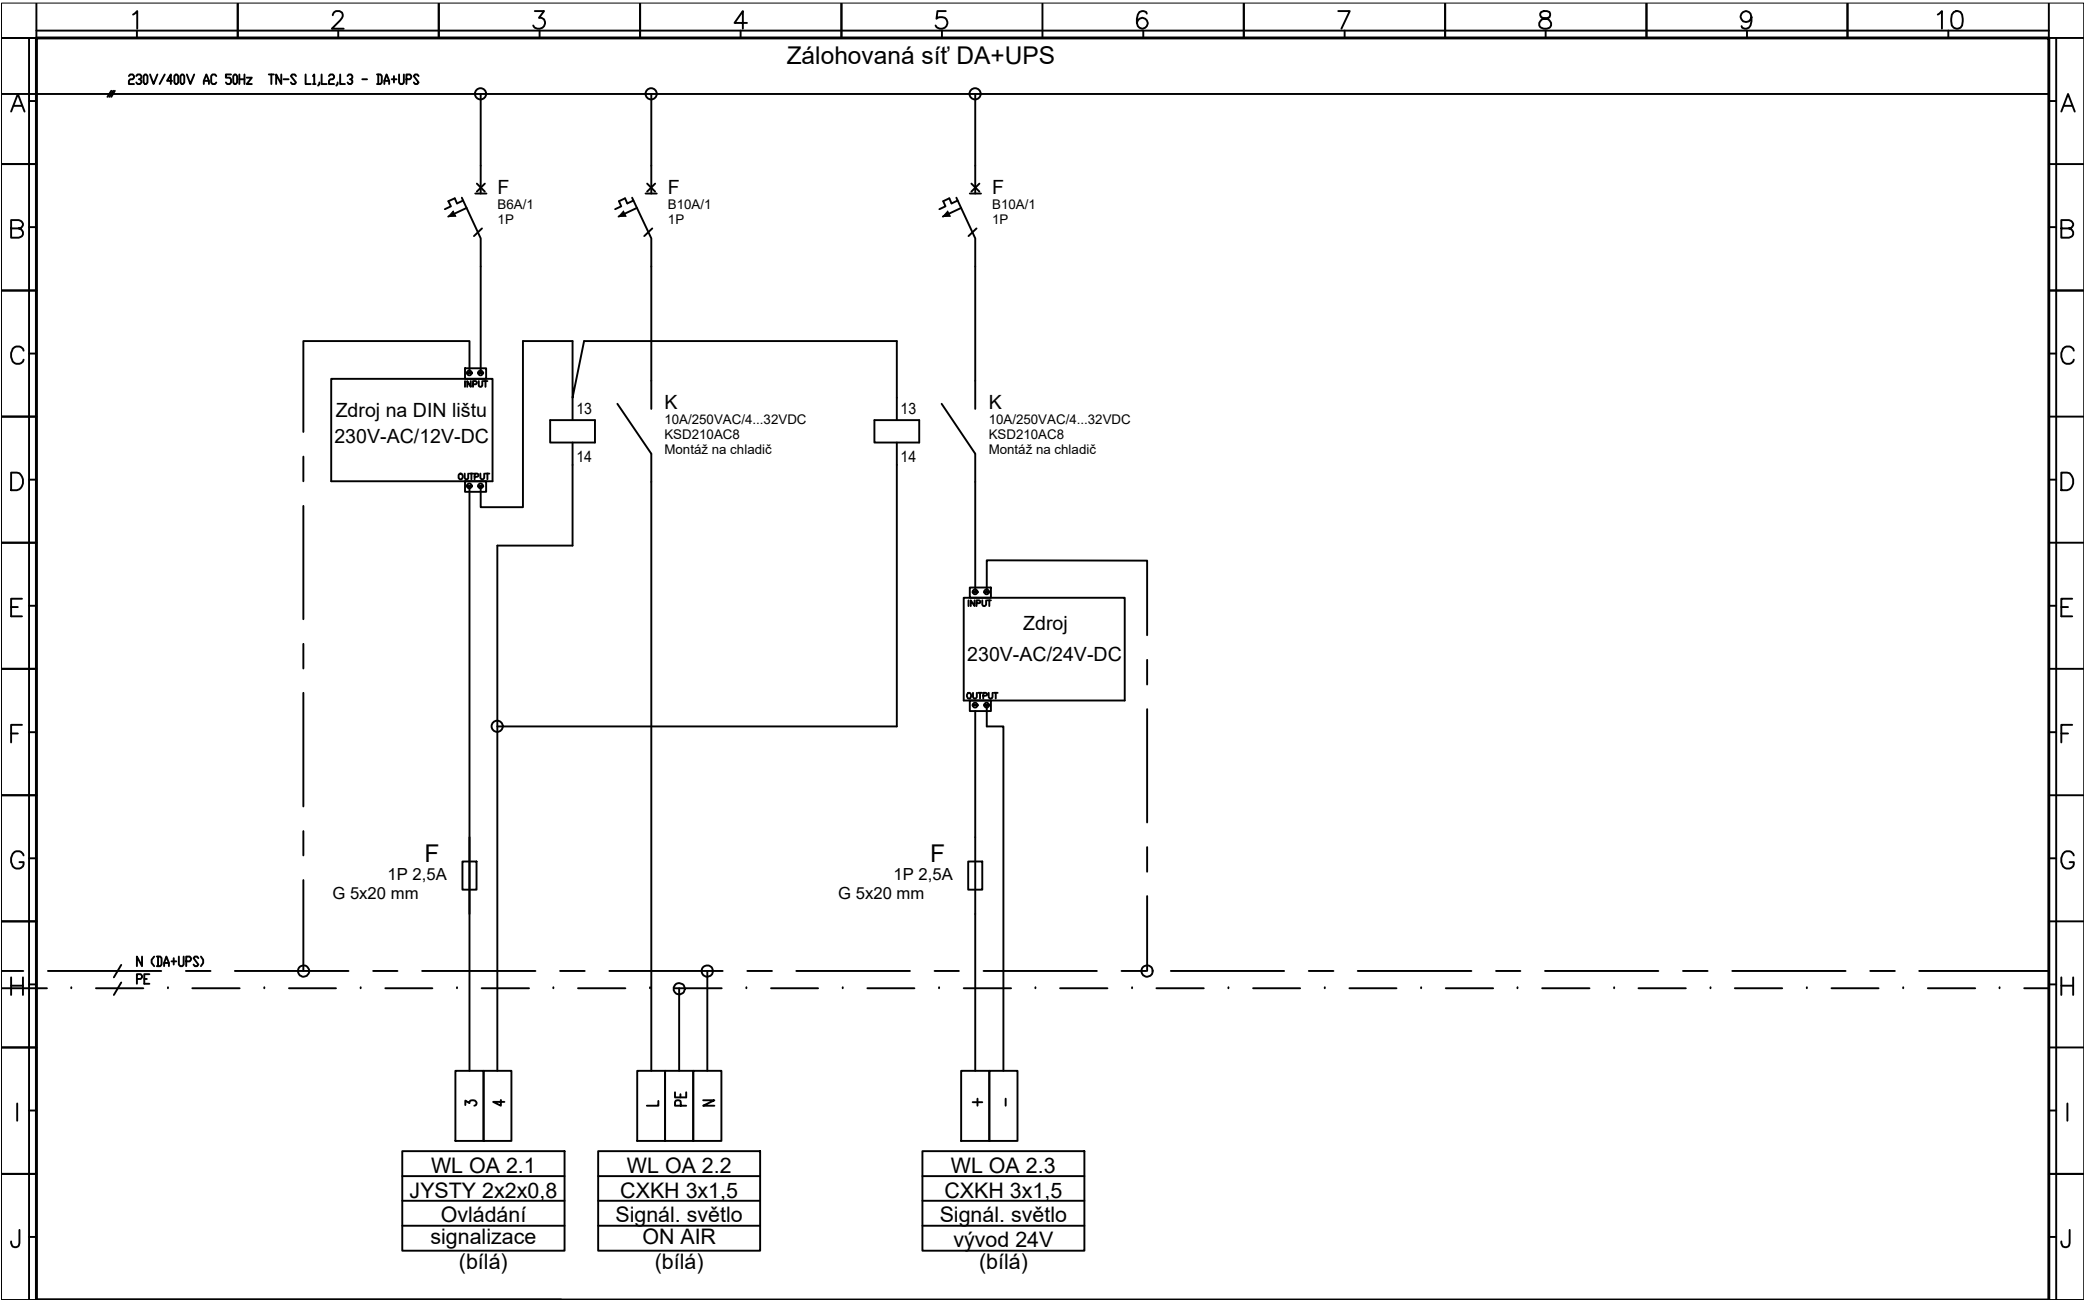 1 2 3 4 5 6 7 8 9 10
Zálohovaná síť DA+UPS
230V/400V AC 50Hz TN-S L1,L2,L3 - DA+UPS
A A
F F F
B6A/1 B10A/1 B10A/1
1P 1P 1P
B B
C C
INPUT
Zdroj na DIN lištu
230V-AC/12V-DC
OUTPUT
13
14
K
10A/250VAC/4...32VDC
KSD210AC8
Montáž na chladič
13
14
K
10A/250VAC/4...32VDC
KSD210AC8
Montáž na chladič
D D
INPUT
E E
Zdroj
230V-AC/24V-DC
OUTPUT
F F
F
1P 2,5A
G 5x20 mm
F
1P 2,5A
G 5x20 mm
G G
N (DA+UPS)
PE
H H
3 4
L PE N
+ -
I I
WL OA 2.1
JYSTY 2x2x0,8
Ovládání
signalizace
(bílá)
WL OA 2.2
CXKH 3x1,5
Signál. světlo
ON AIR
(bílá)
WL OA 2.3
CXKH 3x1,5
Signál. světlo
vývod 24V
(bílá)
J J